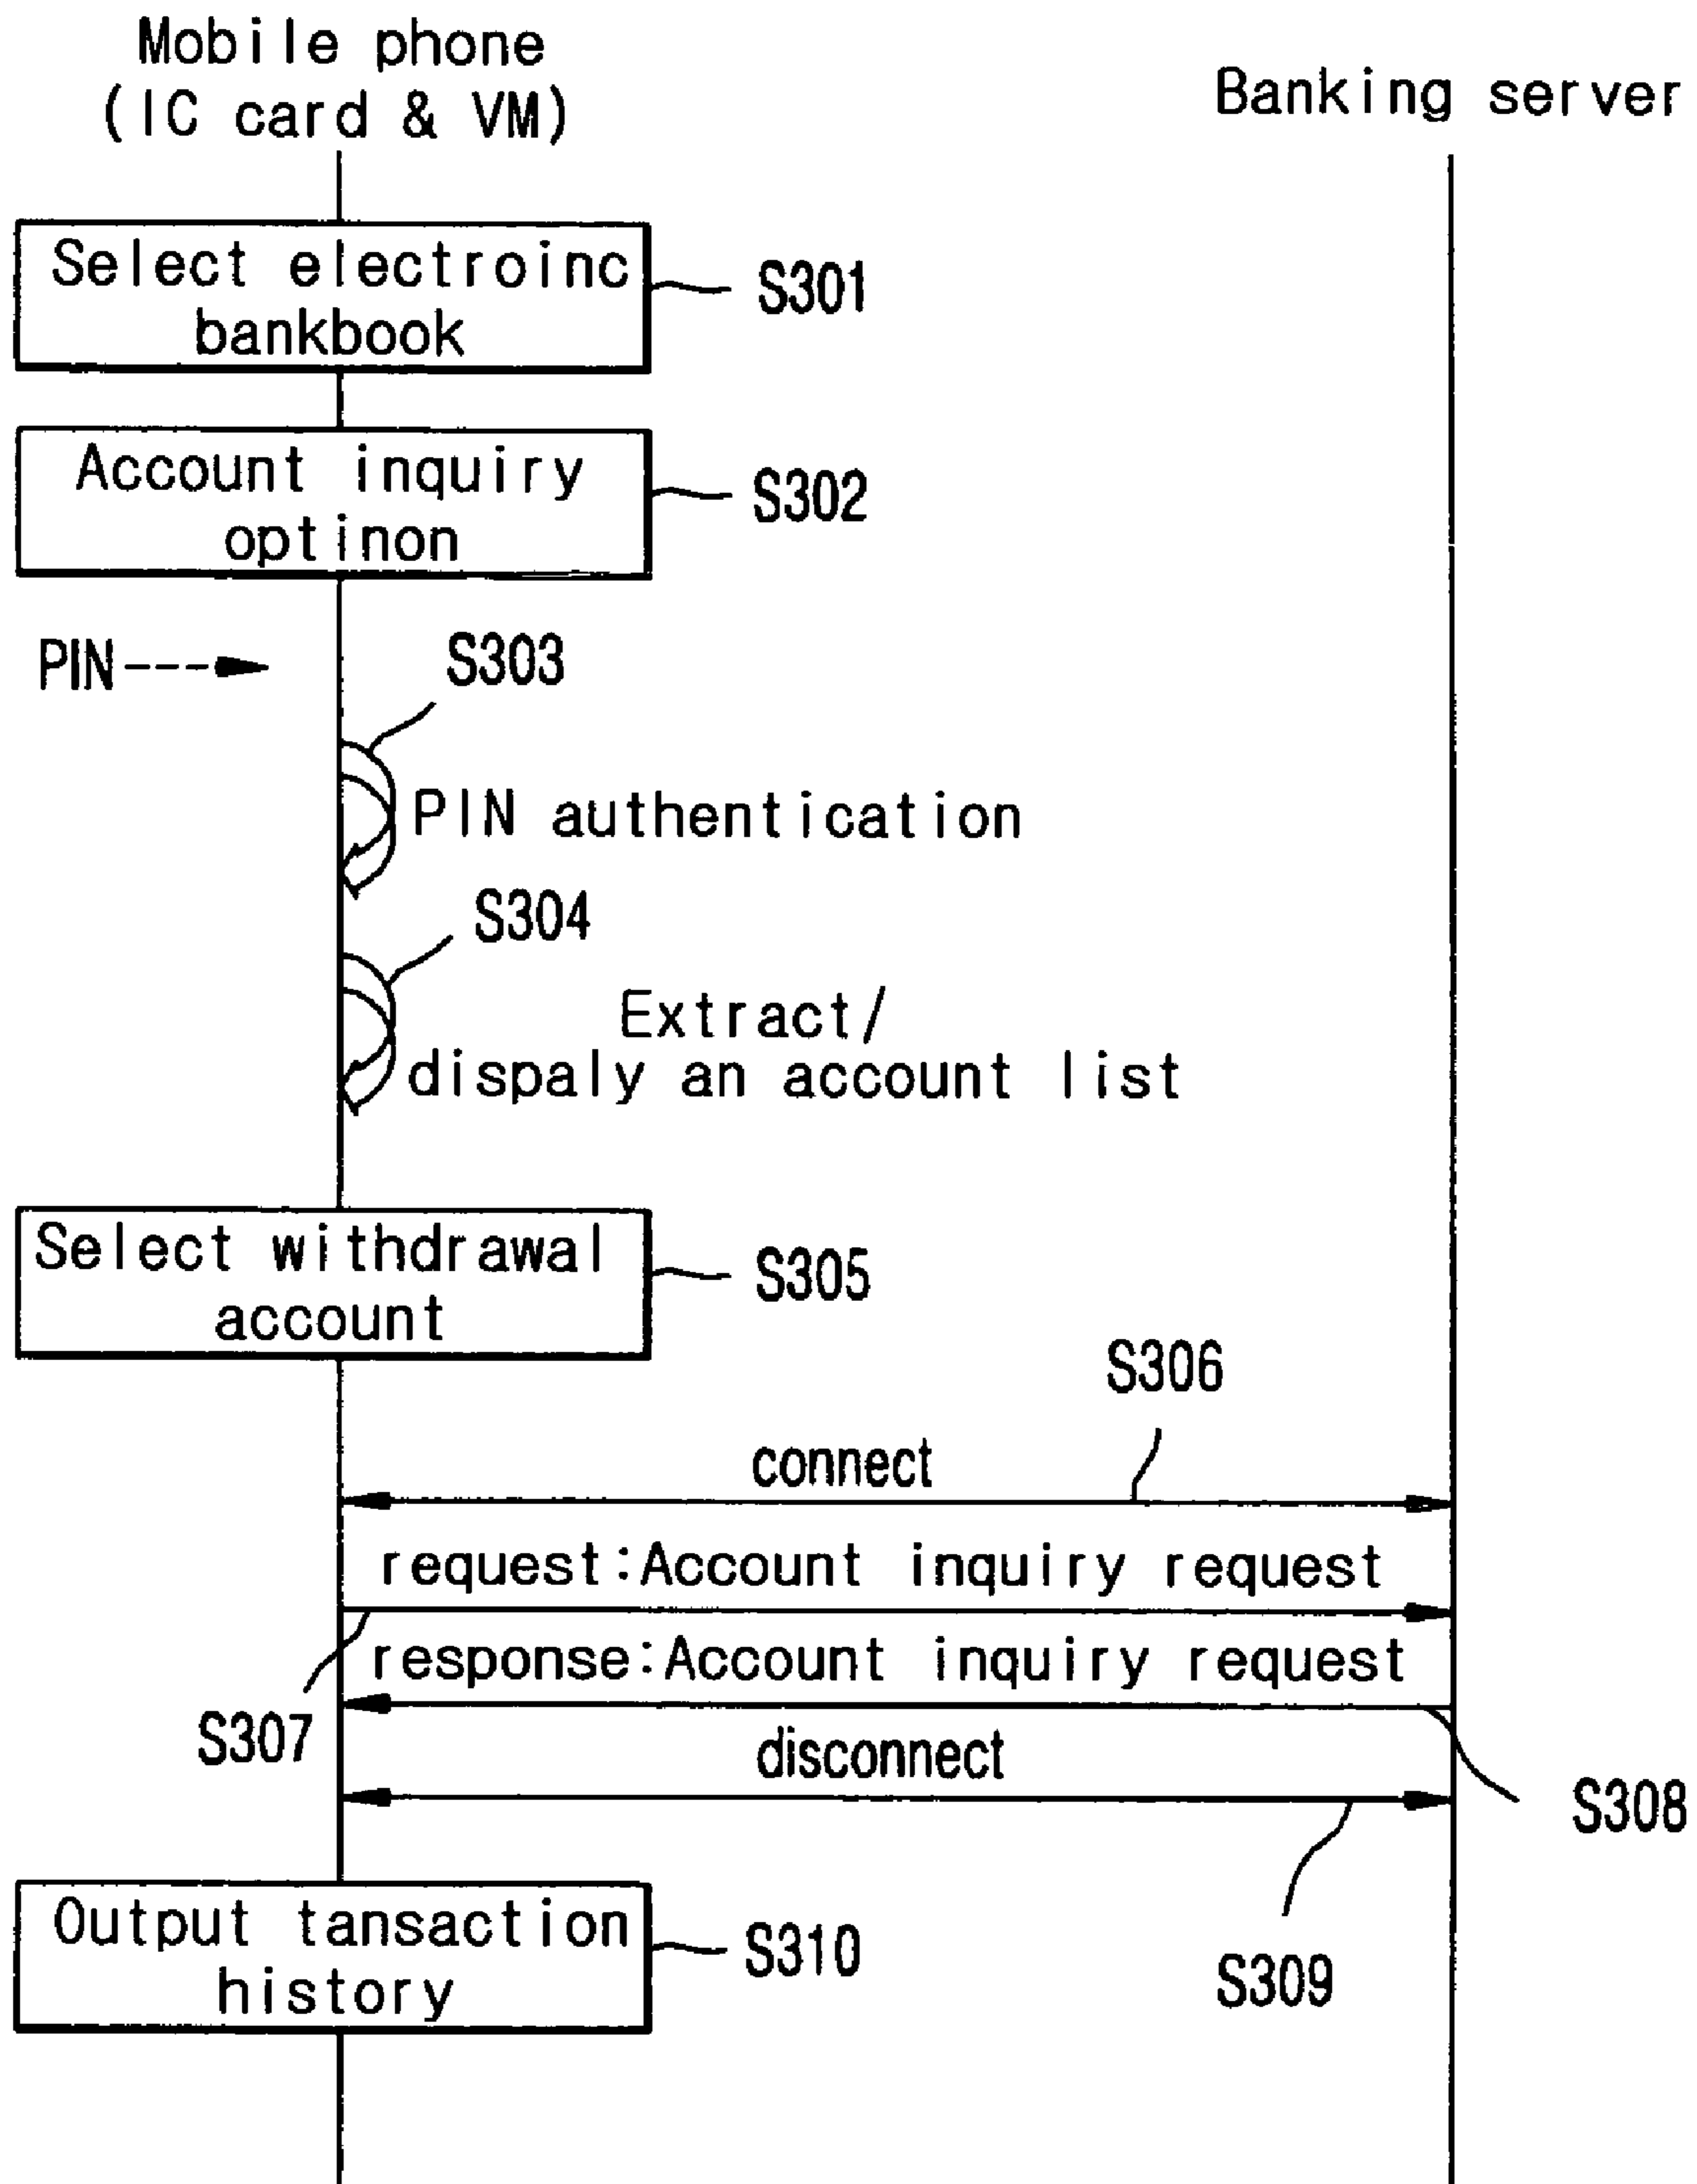 Mobile phone
(IC card & VM)
Banking server
Select electroinc
bankbook
S301
Account inquiry
optinon
S302
PIN
S303
PIN authentication
S304
Extract/
dispaly an account list
Select withdrawal
account
S305
S306
connect
request:Account inquiry request
response:Account inquiry request
S307
disconnect
S308
Output tansaction
history
S310
S309